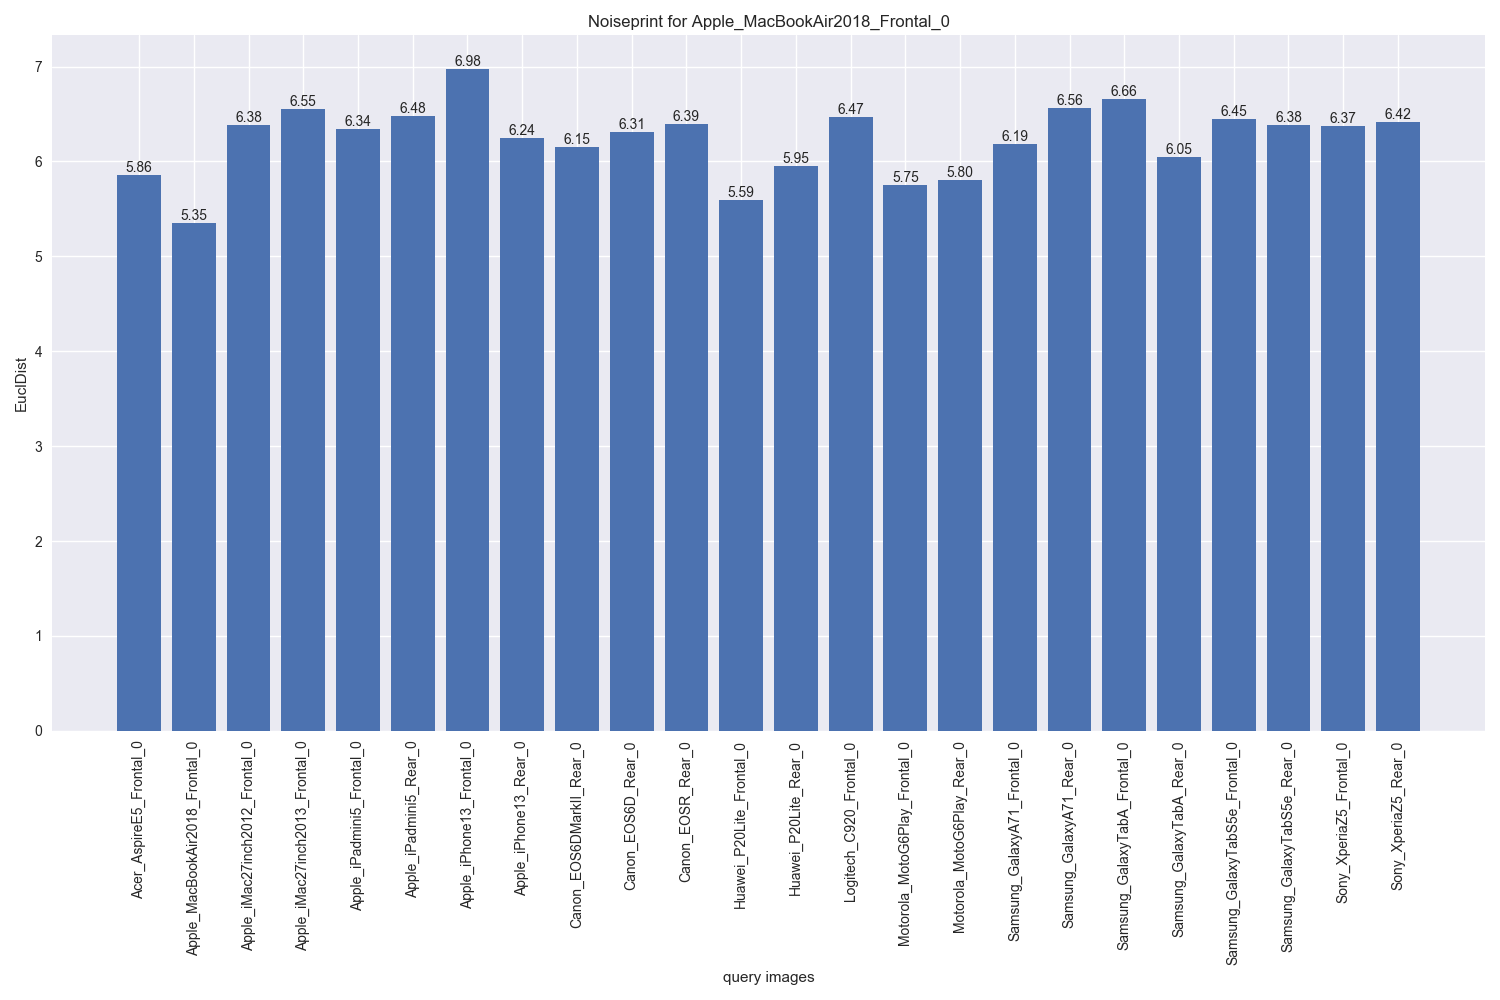 Noiseprint for Apple_MacBookAir2018_Frontal_0
EuclDist
7
6
5
4
3
2
1
0
5.86
5.35
6.38
6.55
6.34
6.48
6.98
6.24
6.15
6.31
6.39
5.59
5.95
6.47
5.75
5.80
6.19
6.56
6.66
6.05
6.45
6.38
6.37
6.42
Acer_AspireE5_Frontal_0
Apple_MacBookAir2018_Frontal_0
Apple_iMac27inch2012_Frontal_0
Apple_iMac27inch2013_Frontal_0
Apple_iPadmini5_Frontal_0
Apple_iPadmini5_Rear_0
Apple_iPhone13_Frontal_0
Apple_iPhone13_Rear_0
Canon_EOS6DMarkII_Rear_0
Canon_EOS6D_Rear_0
Canon_EOSR_Rear_0
Huawei_P20Lite_Frontal_0
Huawei_P20Lite_Rear_0
Logitech_C920_Frontal_0
Motorola_MotoG6Play_Frontal_0
Motorola_MotoG6Play_Rear_0
Samsung_GalaxyA71_Frontal_0
Samsung_GalaxyA71_Rear_0
Samsung_GalaxyTabA_Frontal_0
Samsung_GalaxyTabA_Rear_0
Samsung_GalaxyTabS5e_Frontal_0
Samsung_GalaxyTabS5e_Rear_0
Sony_XperiaZ5_Frontal_0
Sony_XperiaZ5_Rear_0
query images